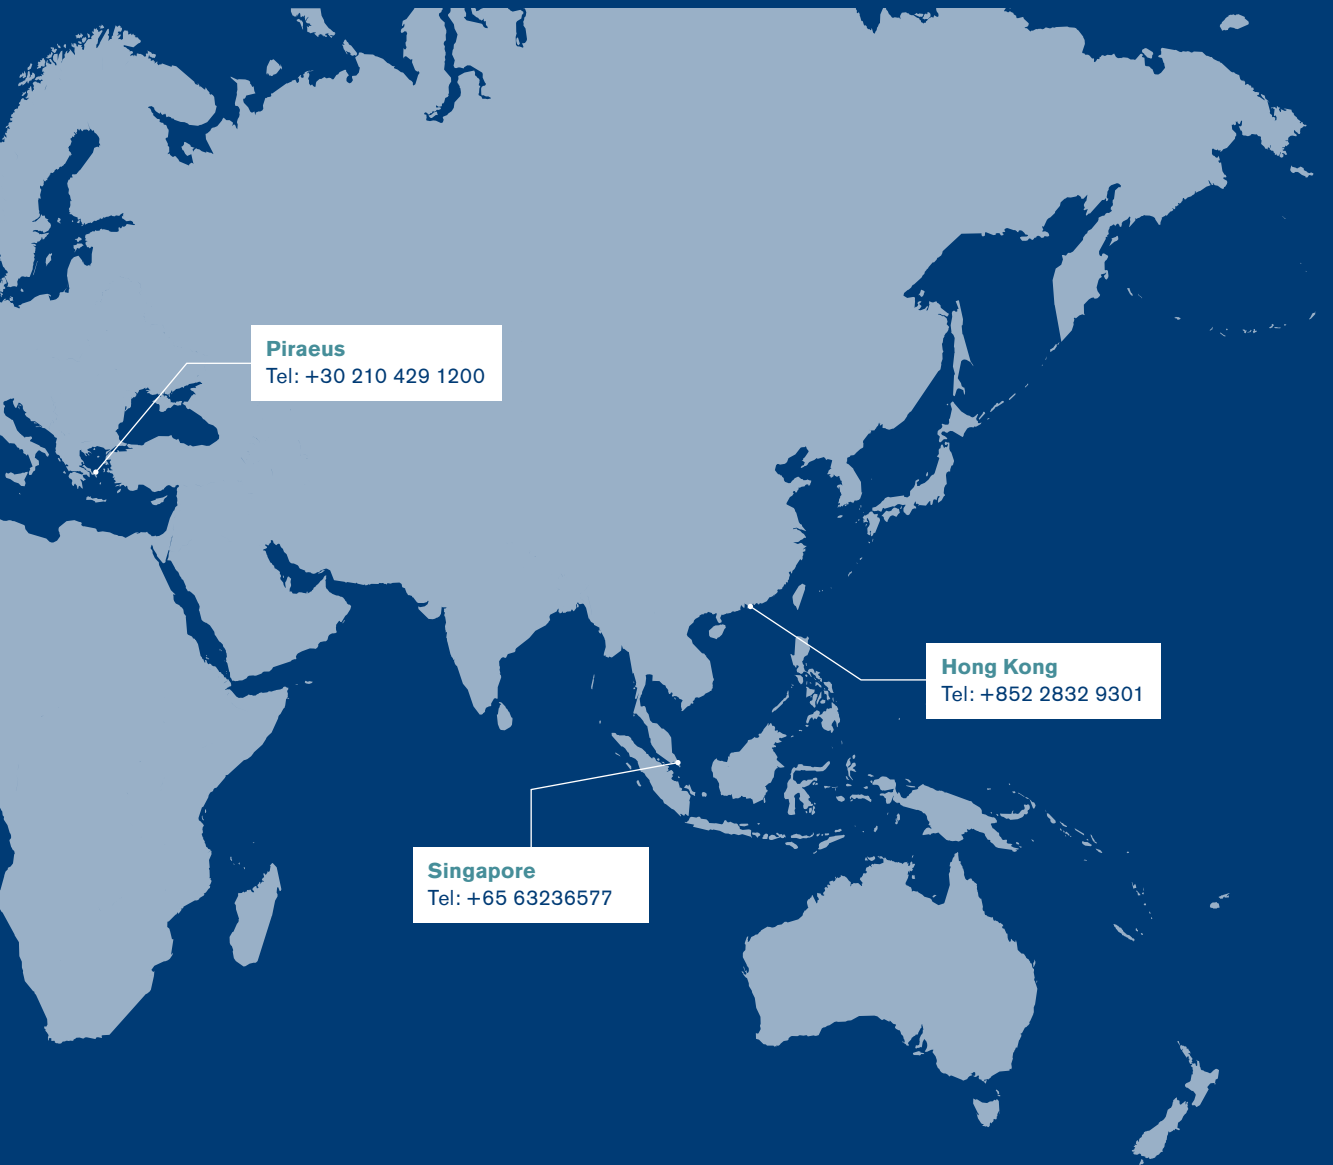 Piraeus
Tel: +30 210 429 1200
Hong Kong
Tel: +852 2832 9301
Singapore
Tel: +65 63236577